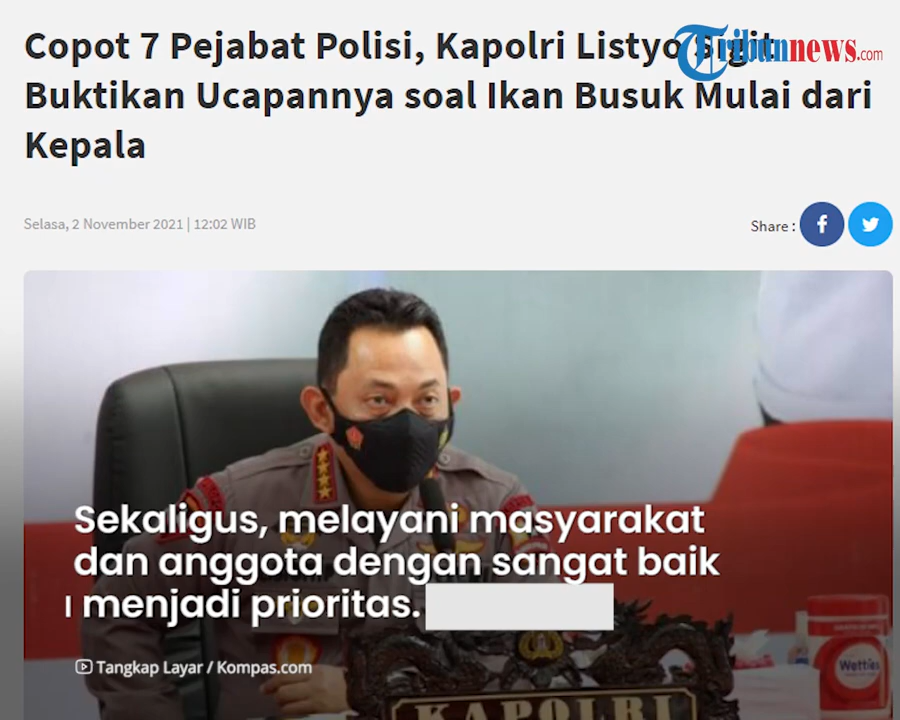 Copot 7 Pejabat Polisi, Kapolri Listyo Sigit
Tribunnews.com
Buktikan Ucapannya soal Ikan Busuk Mulai dari
Kepala
Selasa, 2 November 2021 | 12:02 WIB
Share :
Sekaligus, melayani masyarakat
dan anggota dengan sangat baik
menjadi prioritas.
Tangkap Layar / Kompas.com
Wetties
KAPOLRI